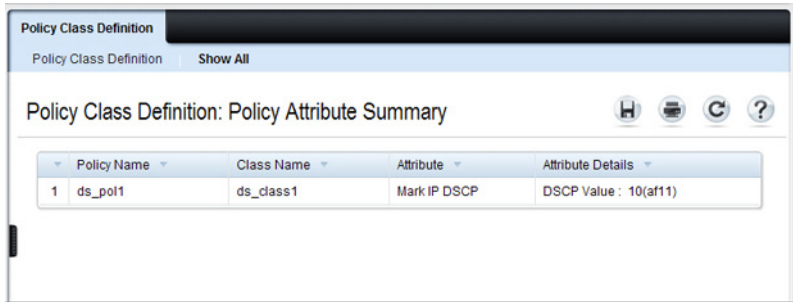 Policy Class Definition
Policy Class Definition Show All
Policy Class Definition: Policy Attribute Summary
Policy Name Class Name Attribute Attribute Details
1 ds_pol1 ds_class1 Mark IP DSCP DSCP Value : 10(af11)